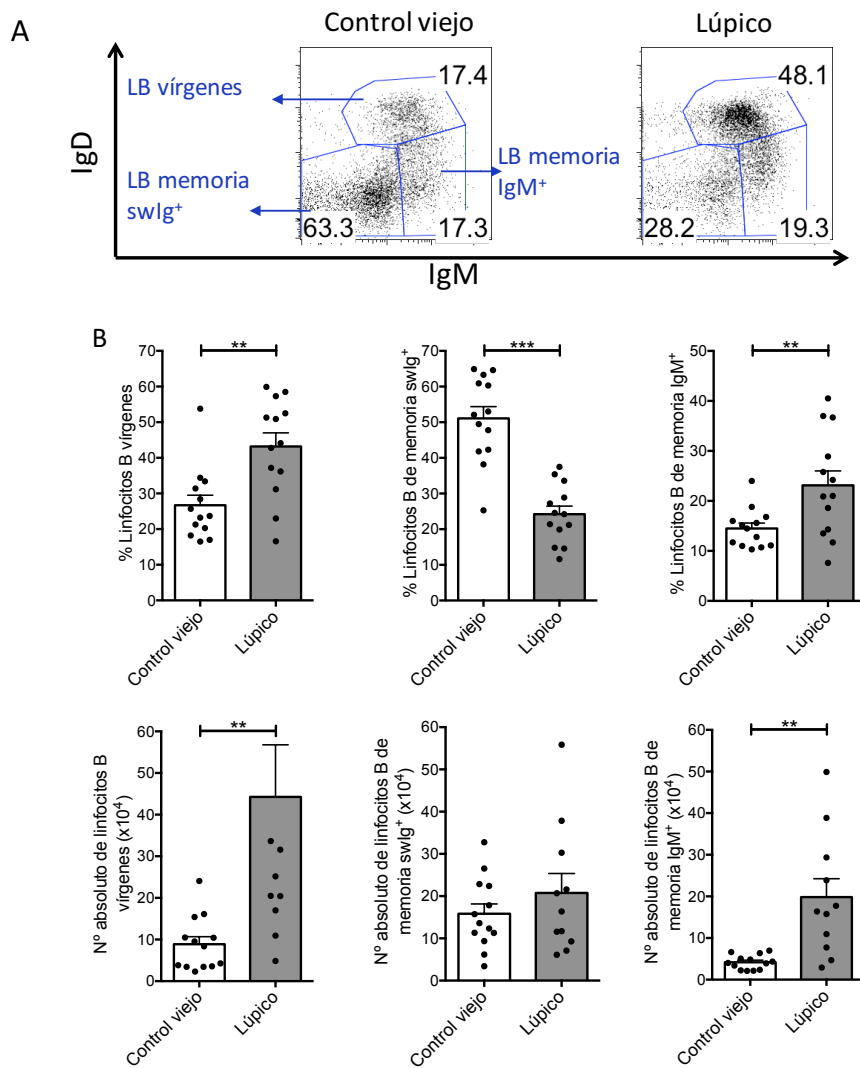 A
Control viejo
Lúpico
IgD
LB vírgenes
17.4
48.1
LB memoria
swIg⁺
LB memoria
IgM⁺
63.3
17.3
28.2
19.3
IgM
B
% Linfocitos B vírgenes
70
60
50
40
30
20
10
0
**
Control viejo
Lúpico
% Linfocitos B de memoria swIg⁺
70
60
50
40
30
20
10
0
***
Control viejo
Lúpico
% Linfocitos B de memoria IgM⁺
50
40
30
20
10
0
**
Control viejo
Lúpico
Nº absoluto de linfocitos B
vírgenes (x10⁴)
60
50
40
30
20
10
0
**
Control viejo
Lúpico
Nº absoluto de linfocitos B de
memoria swIg⁺ (x10⁴)
60
50
40
30
20
10
0
Control viejo
Lúpico
Nº absoluto de linfocitos B de
memoria IgM⁺ (x10⁴)
60
50
40
30
20
10
0
**
Control viejo
Lúpico